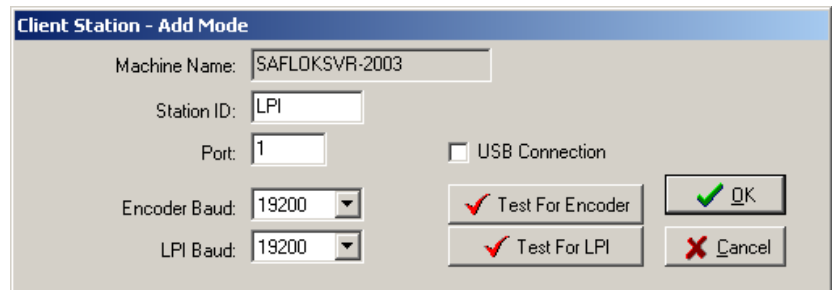 Client Station - Add Mode
Machine Name: SAFLOKSVR-2003
Station ID: LPI
Port: 1 USB Connection
Encoder Baud: 19200 Test For Encoder OK
LPI Baud: 19200 Test For LPI Cancel